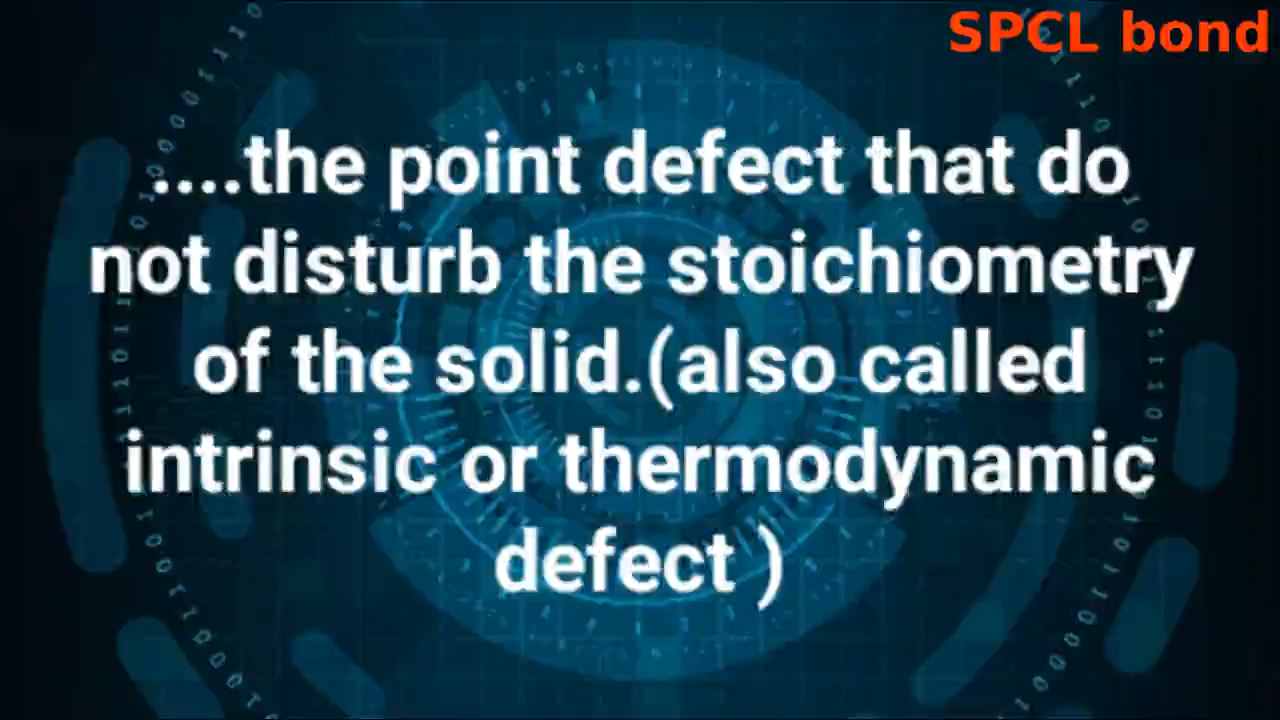 SPCL bond
....the point defect that do
not disturb the stoichiometry
of the solid.(also called
intrinsic or thermodynamic
defect )